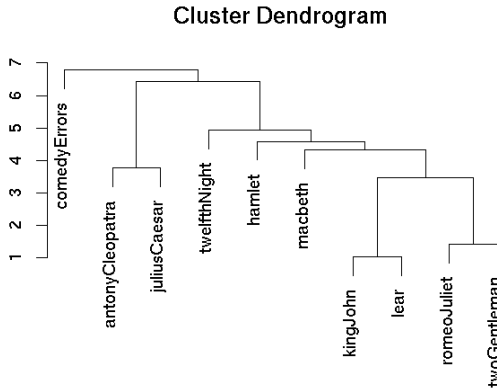 Cluster Dendrogram
7
6
5
4
3
2
1
comedyErrors
antonyCleopatra
juliusCaesar
twelfthNight
hamlet
macbeth
kingJohn
lear
romeoJuliet
twoGentleman